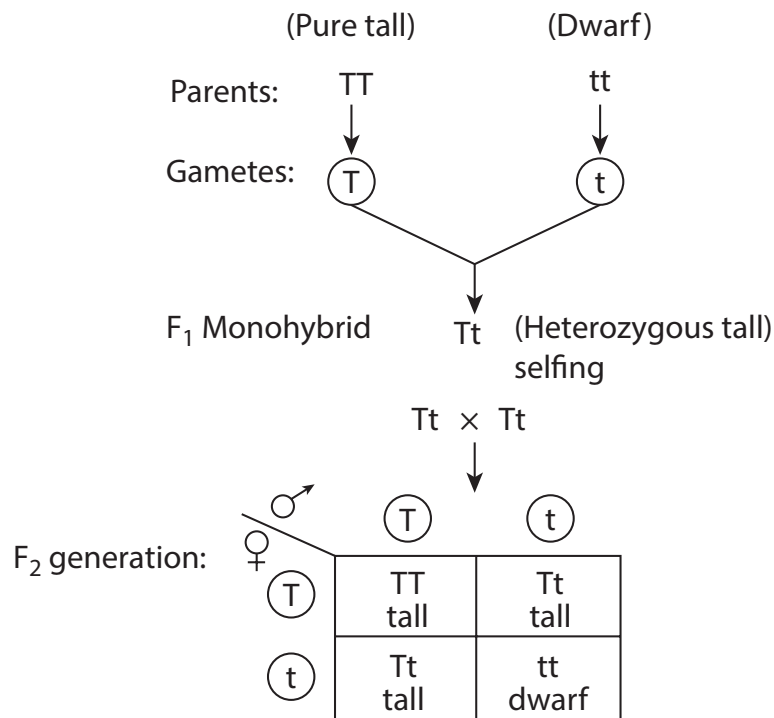 (Pure tall) (Dwarf)
Parents: TT tt
Gametes: T t
F₁ Monohybrid Tt (Heterozygous tall)
selfing
Tt × Tt
♂ T t
F₂ generation: ♀
T TT Tt
tall tall
t Tt tt
tall dwarf